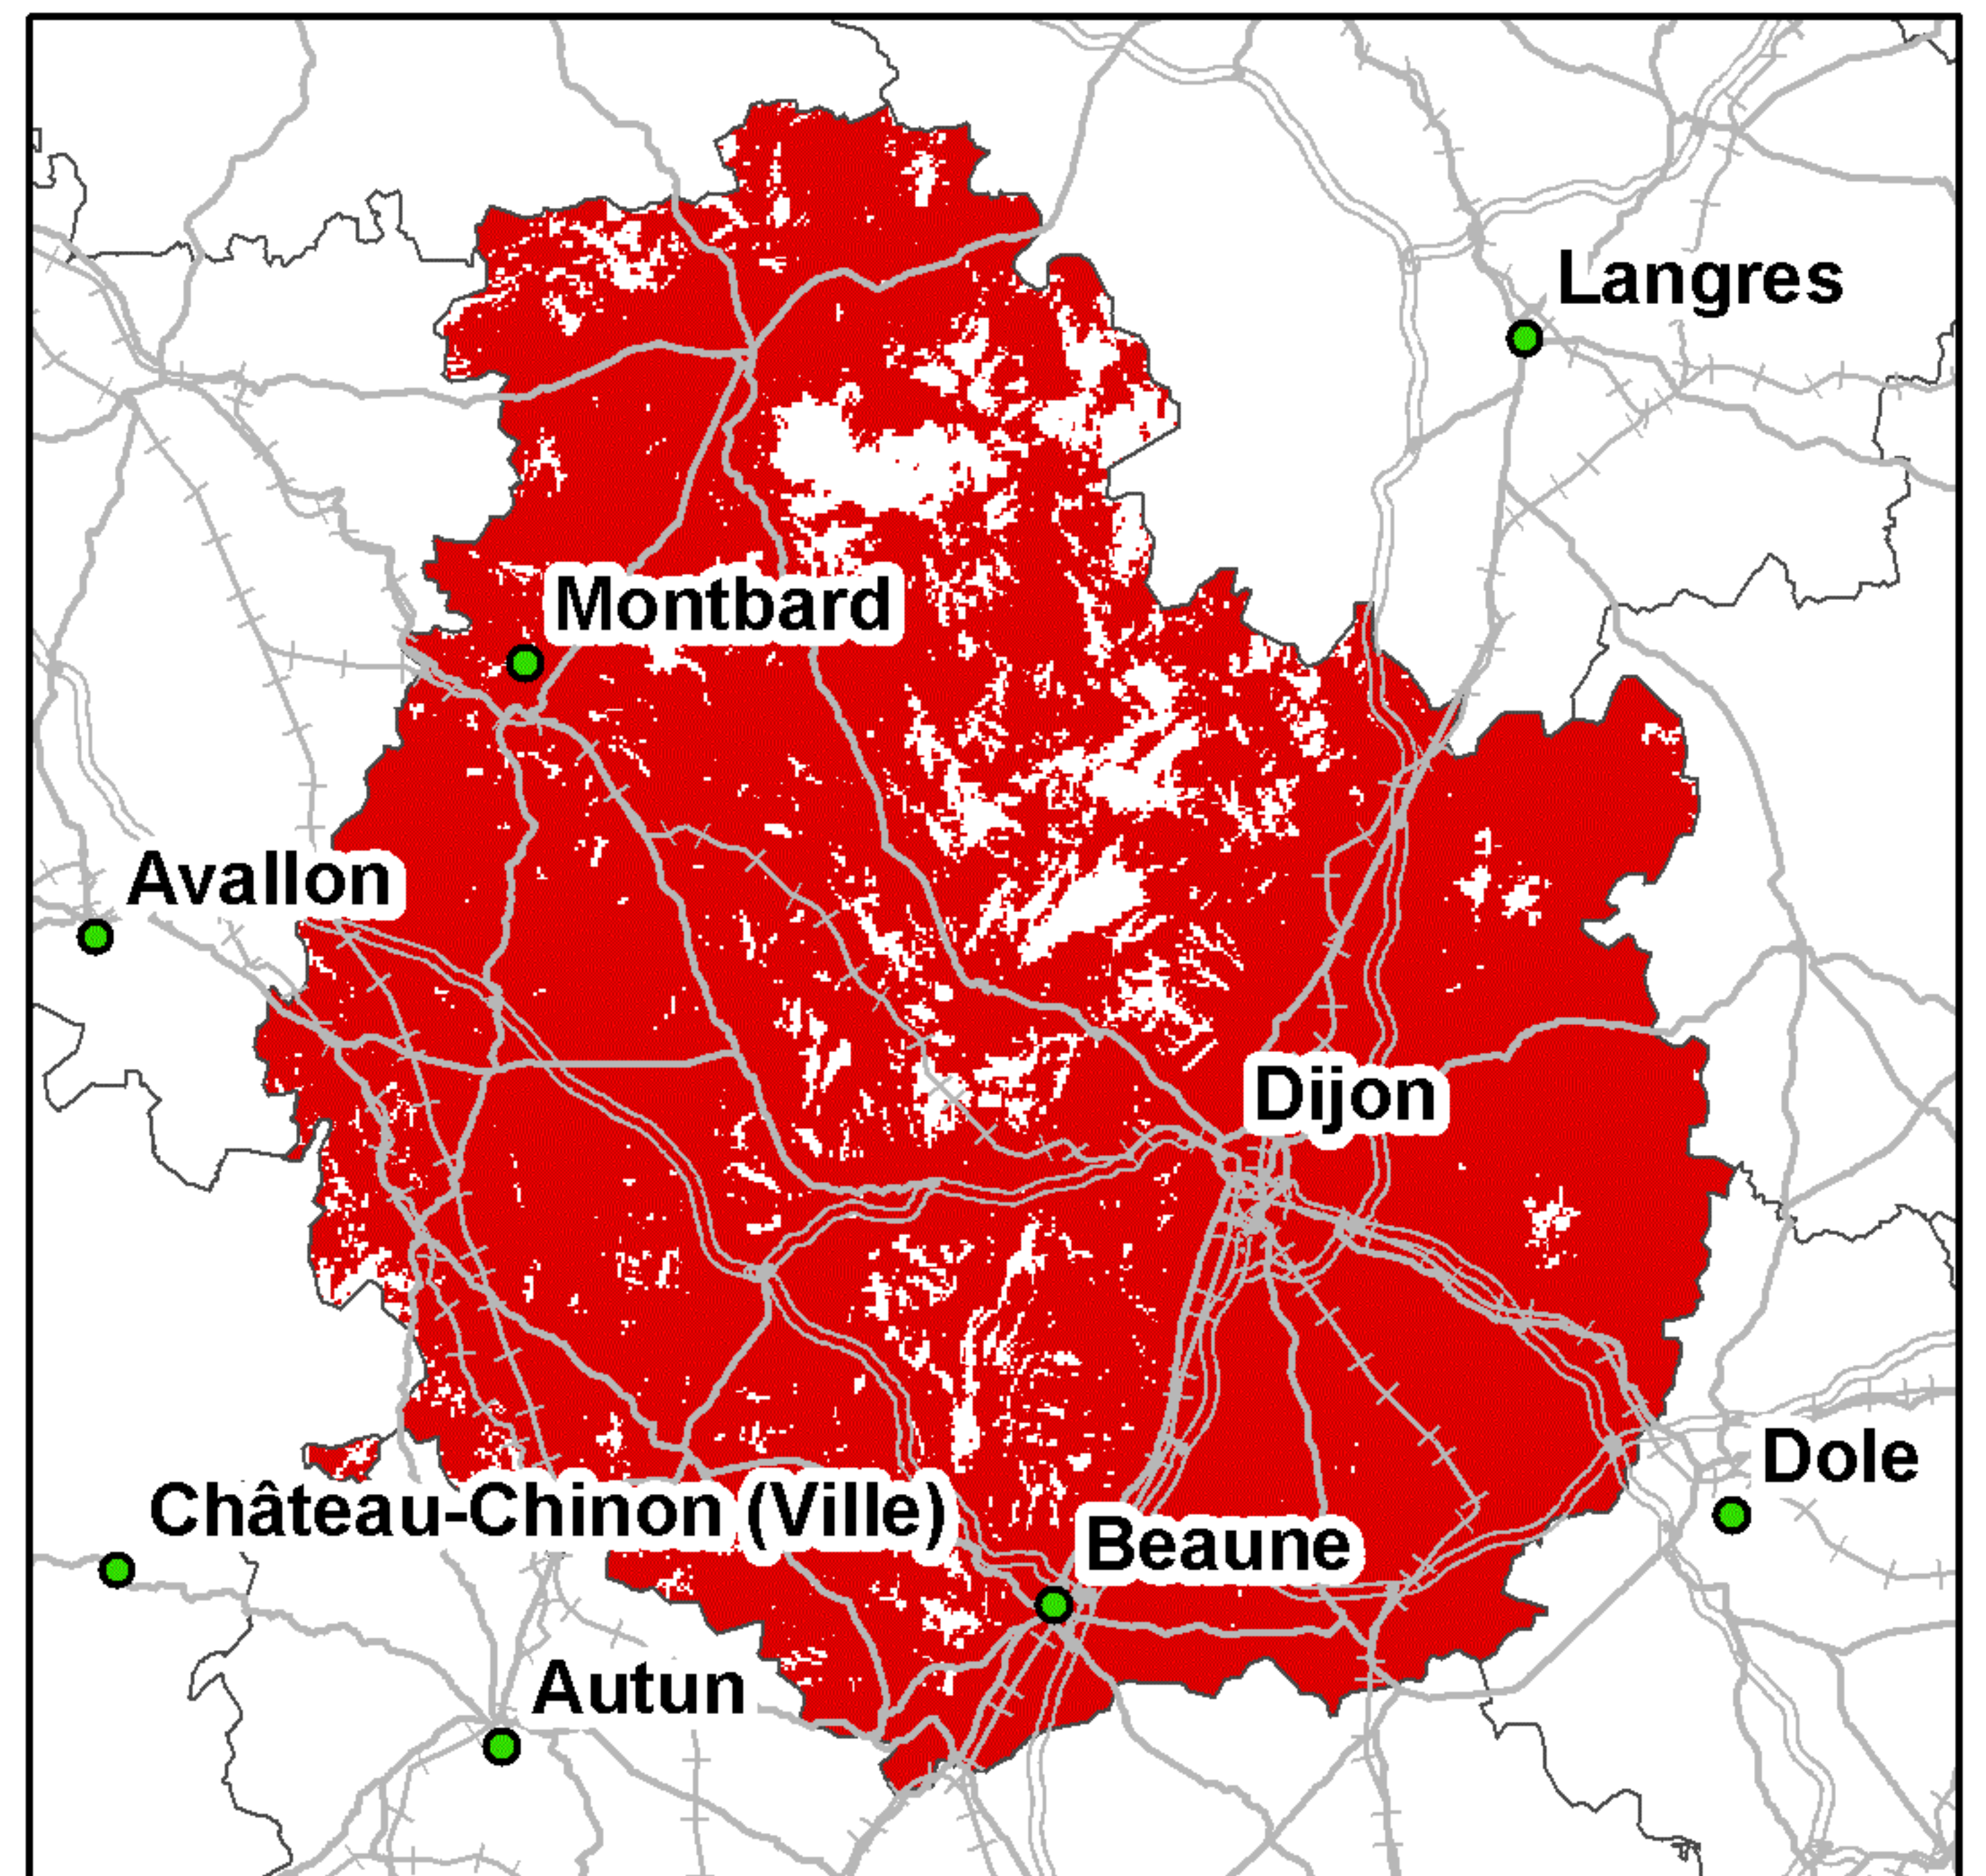 Langres
Montbard
Avallon
Dijon
Dole
Château-Chinon (Ville)
Beaune
Autun